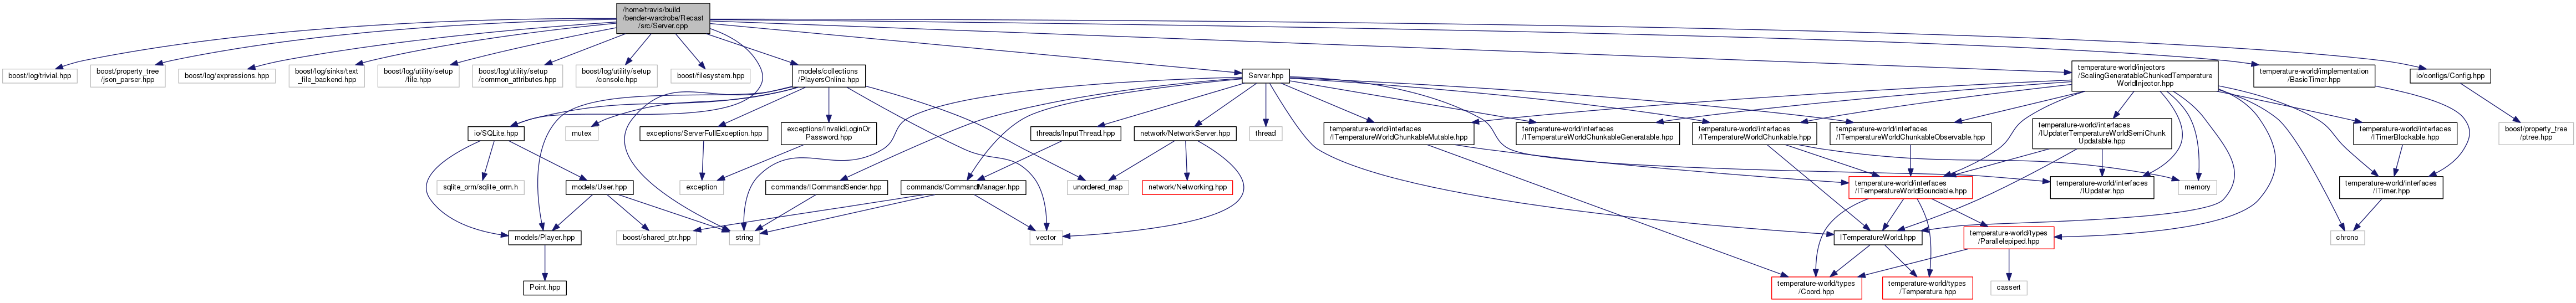 /home/travis/build
/bender-wardrobe/Recast
/src/Server.cpp
boost/log/trivial.hpp
boost/property_tree
/json_parser.hpp
boost/log/expressions.hpp
boost/log/sinks/text
_file_backend.hpp
boost/log/utility/setup
/file.hpp
boost/log/utility/setup
/common_attributes.hpp
boost/log/utility/setup
/console.hpp
boost/filesystem.hpp
models/collections
/PlayersOnline.hpp
Server.hpp
temperature-world/injectors
/ScalingGeneratableChunkedTemperature
WorldInjector.hpp
temperature-world/implementation
/BasicTimer.hpp
io/configs/Config.hpp
io/SQLite.hpp
mutex
exceptions/ServerFullException.hpp
exceptions/InvalidLoginOr
Password.hpp
threads/InputThread.hpp
network/NetworkServer.hpp
thread
temperature-world/interfaces
/ITemperatureWorldChunkableMutable.hpp
temperature-world/interfaces
/ITemperatureWorldChunkableGeneratable.hpp
temperature-world/interfaces
/ITemperatureWorldChunkable.hpp
temperature-world/interfaces
/ITemperatureWorldChunkableObservable.hpp
temperature-world/interfaces
/IUpdaterTemperatureWorldSemiChunk
Updatable.hpp
temperature-world/interfaces
/ITimerBlockable.hpp
boost/property_tree
/ptree.hpp
sqlite_orm/sqlite_orm.h
models/User.hpp
exception
commands/ICommandSender.hpp
commands/CommandManager.hpp
unordered_map
network/Networking.hpp
temperature-world/interfaces
/ITemperatureWorldBoundable.hpp
temperature-world/interfaces
/IUpdater.hpp
memory
temperature-world/interfaces
/ITimer.hpp
models/Player.hpp
boost/shared_ptr.hpp
string
vector
ITemperatureWorld.hpp
temperature-world/types
/Parallelepiped.hpp
chrono
Point.hpp
temperature-world/types
/Coord.hpp
temperature-world/types
/Temperature.hpp
cassert